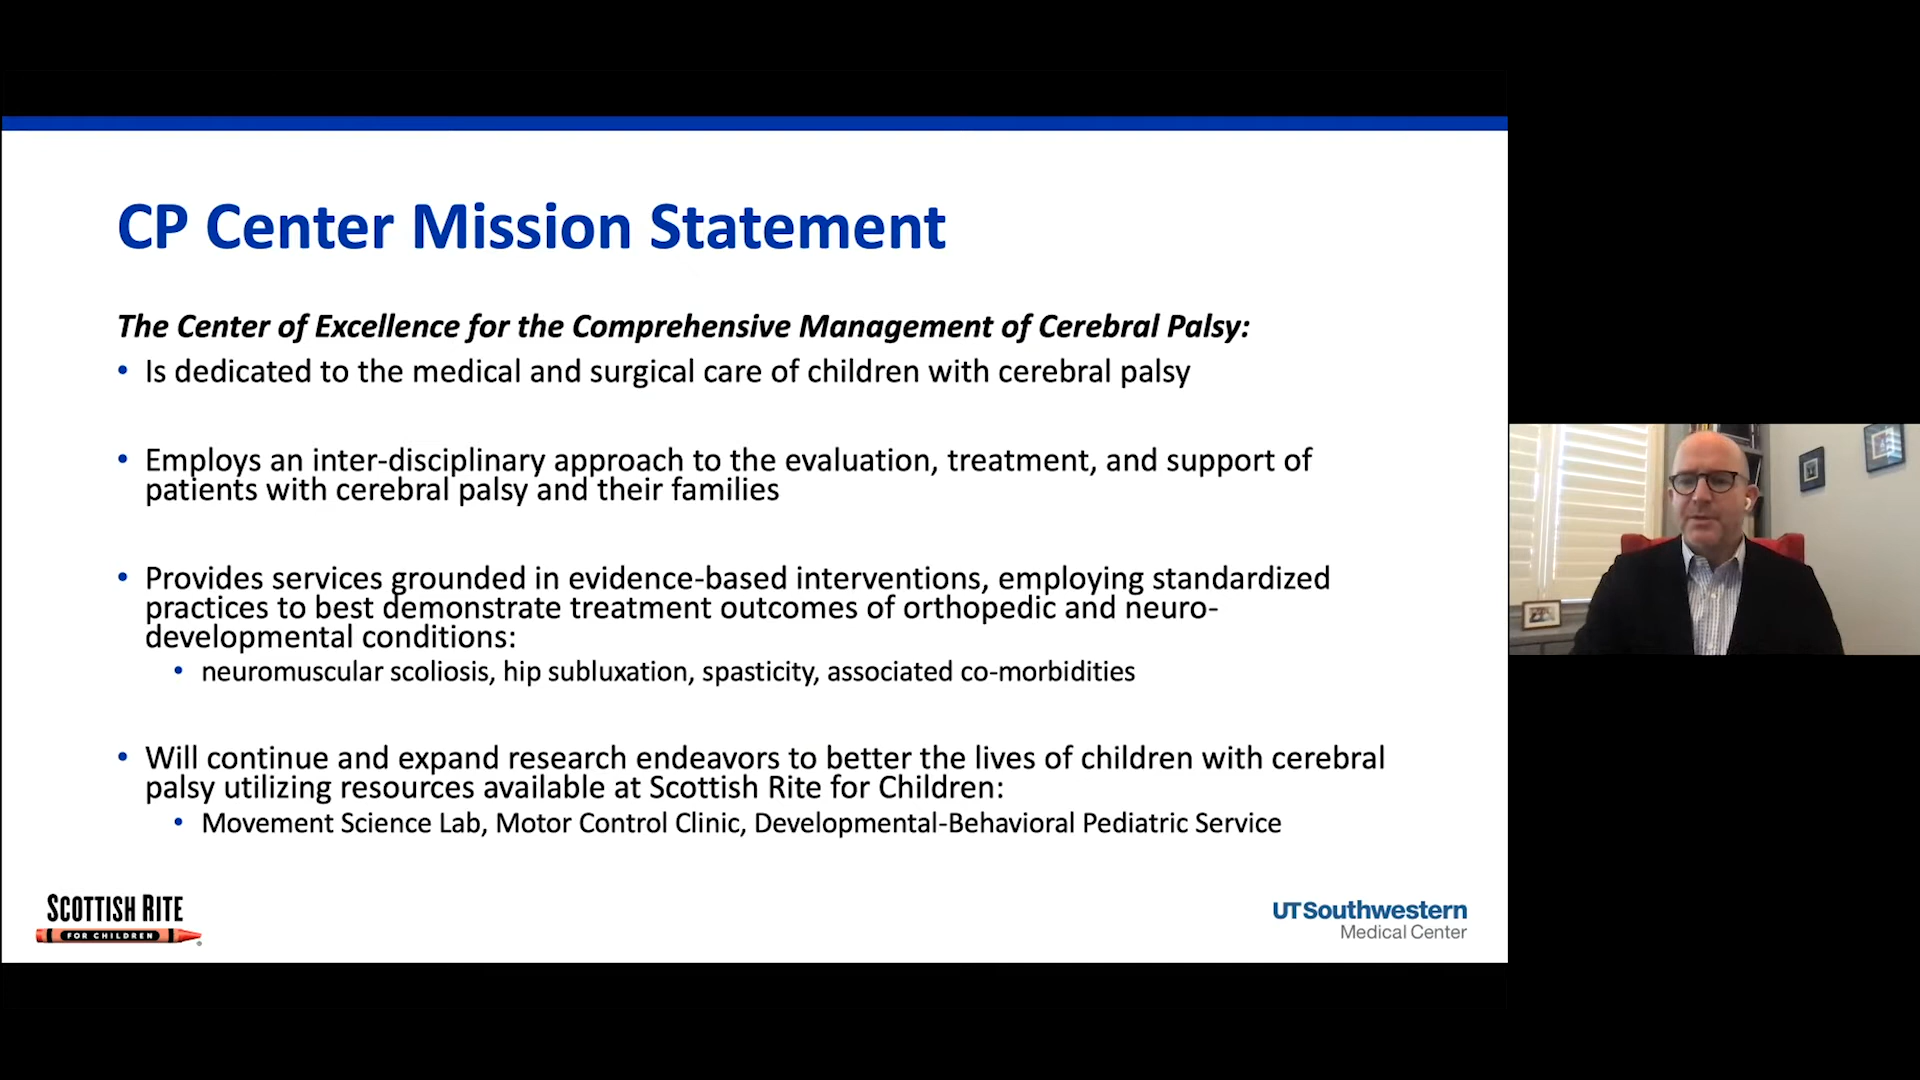 CP Center Mission Statement
The Center of Excellence for the Comprehensive Management of Cerebral Palsy:
• Is dedicated to the medical and surgical care of children with cerebral palsy
• Employs an inter-disciplinary approach to the evaluation, treatment, and support of
patients with cerebral palsy and their families
• Provides services grounded in evidence-based interventions, employing standardized
practices to best demonstrate treatment outcomes of orthopedic and neuro-
developmental conditions:
• neuromuscular scoliosis, hip subluxation, spasticity, associated co-morbidities
• Will continue and expand research endeavors to better the lives of children with cerebral
palsy utilizing resources available at Scottish Rite for Children:
• Movement Science Lab, Motor Control Clinic, Developmental-Behavioral Pediatric Service
SCOTTISH RITE
FOR CHILDREN
®
UTSouthwestern
Medical Center